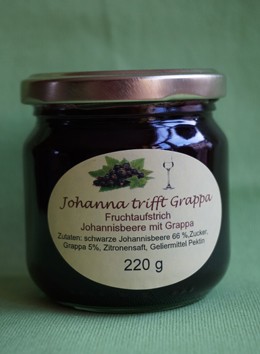 Johanna trifft Grappa
Fruchtaufstrich
Johannisbeere mit Grappa
Zutaten: schwarze Johannisbeere 66 %,Zucker,
Grappa 5%, Zitronensaft, Geliermittel Pektin
220 g